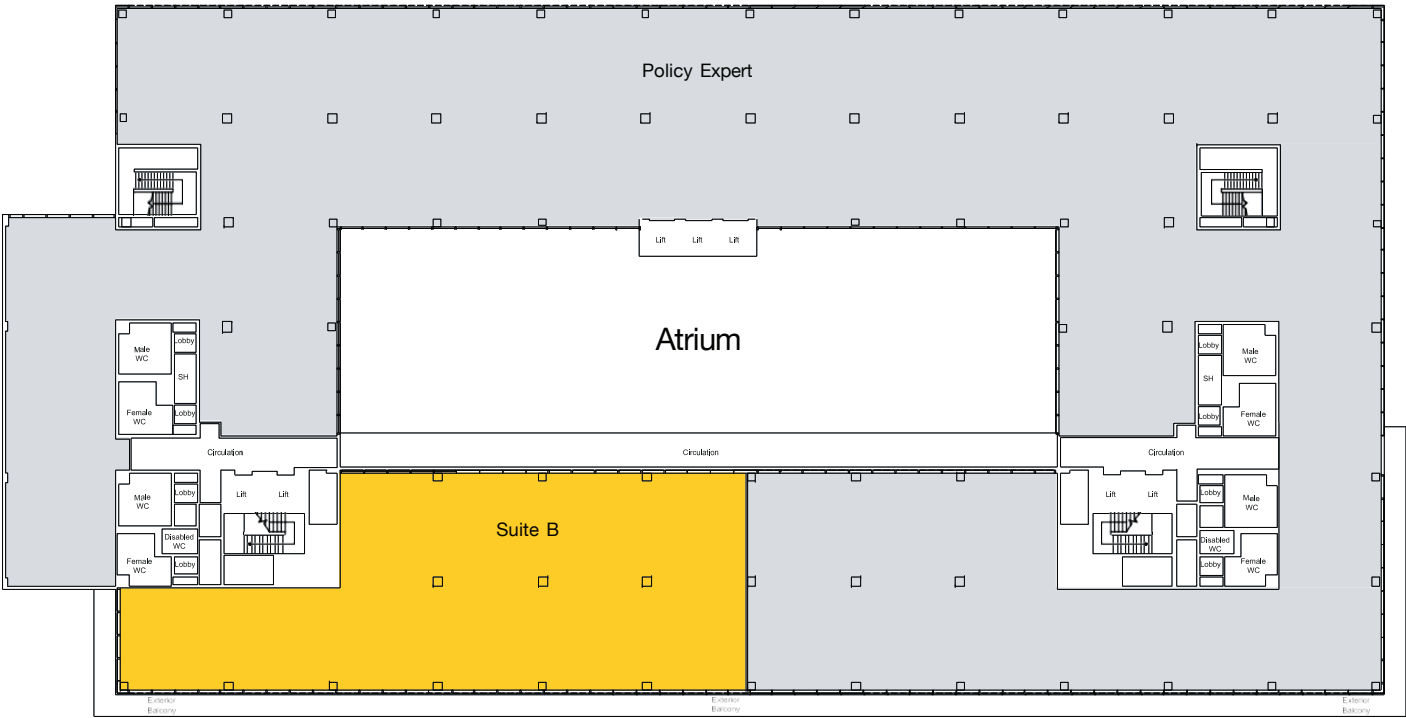 Policy Expert
Lift Lift Lift
Atrium
Male
WC
Lobby
SH
Female
WC
Lobby
Lobby
Male
WC
SH
Lobby
Female
WC
Circulation
Circulation
Circulation
Male
WC
Lobby
Lift Lift
Disabled
WC
Female
WC
Lobby
Suite B
Lift Lift
Lobby
Male
WC
Disabled
WC
Lobby
Female
WC
Exterior
Balcony
Exterior
Balcony
Exterior
Balcony